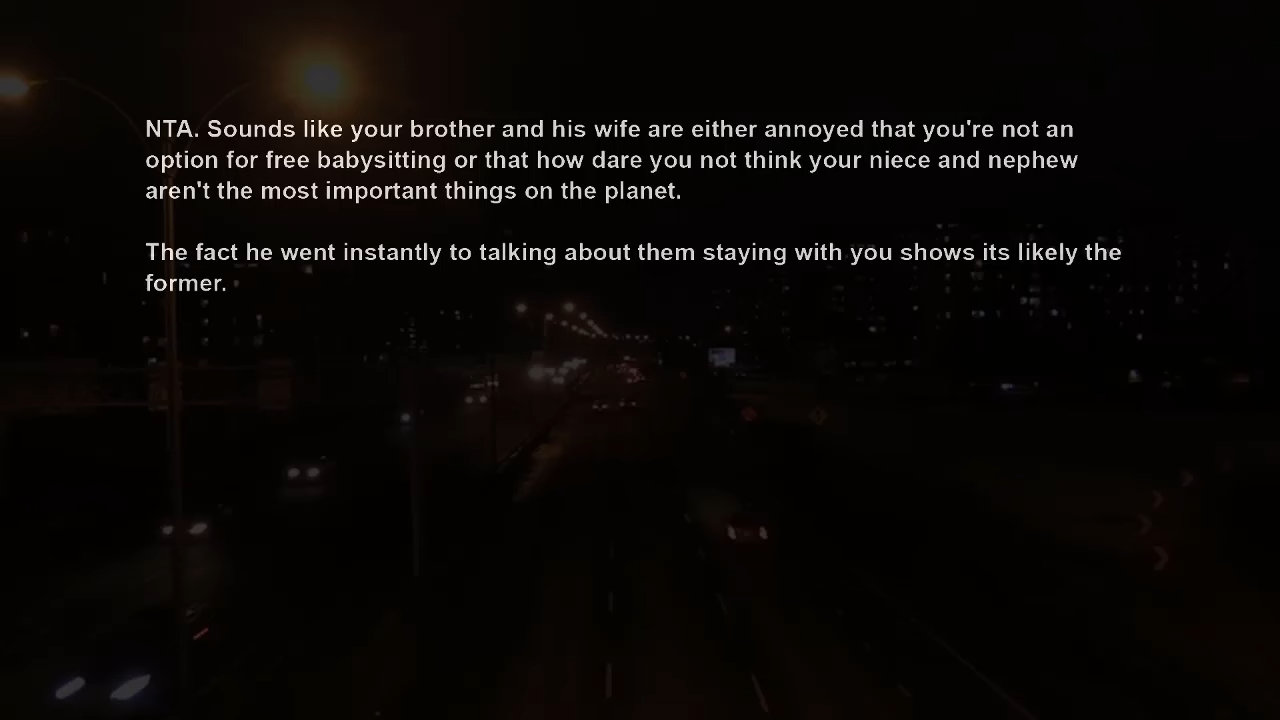 NTA. Sounds like your brother and his wife are either annoyed that you're not an
option for free babysitting or that how dare you not think your niece and nephew
aren't the most important things on the planet.
The fact he went instantly to talking about them staying with you shows its likely the
former.